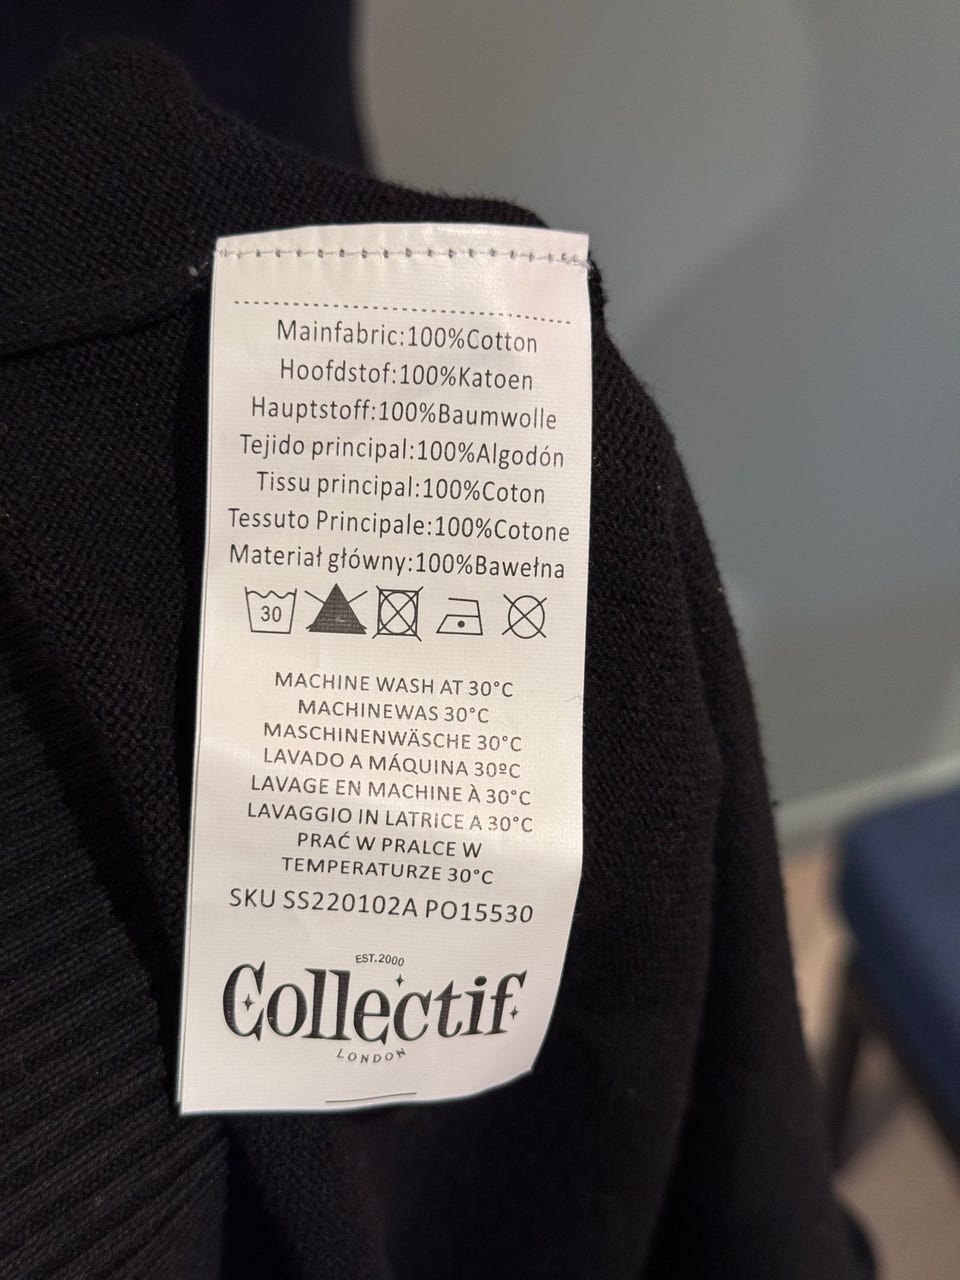 Mainfabric:100%Cotton
Hoofdstof:100%Katoen
Hauptstoff:100%Baumwolle
Tejido principal:100%Algodón
Tissu principal:100%Coton
Tessuto Principale:100%Cotone
Materiał główny:100%Bawełna
30
MACHINE WASH AT 30°C
MACHINEWAS 30°C
MASCHINENWÄSCHE 30°C
LAVADO A MÁQUINA 30ºC
LAVAGE EN MACHINE À 30°C
LAVAGGIO IN LATRICE A 30°C
PRAĆ W PRALCE W
TEMPERATURZE 30°C
SKU SS220102A PO15530
EST.2000
Collectif
LONDON